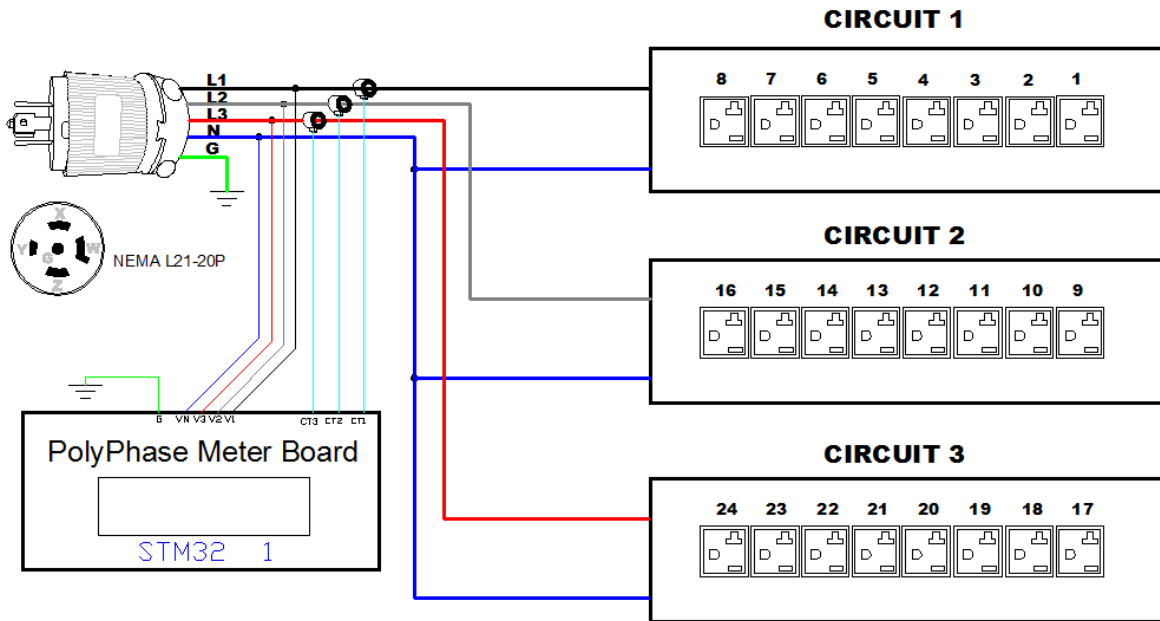 CIRCUIT 1
8 7 6 5 4 3 2 1
L1
L2
L3
N
G
X
Y G W
Z
NEMA L21-20P
CIRCUIT 2
16 15 14 13 12 11 10 9
G VN V3 V2 V1 CT3 CT2 CT1
PolyPhase Meter Board
STM32 1
CIRCUIT 3
24 23 22 21 20 19 18 17